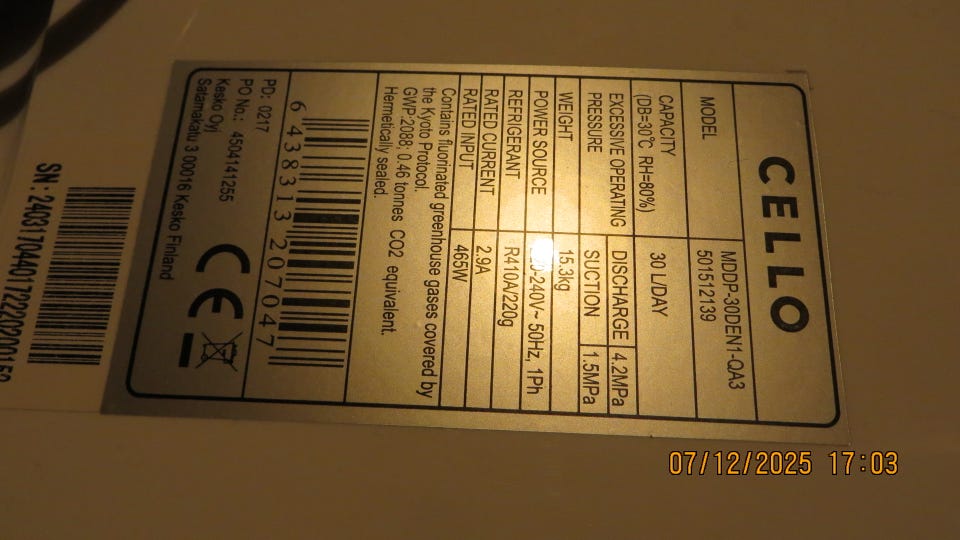 CELLO
MODEL MDDP-30DEN1-QA3
501512139
CAPACITY 30 L/DAY
(DB=30℃ RH=80%)
EXCESSIVE OPERATING DISCHARGE 4.2MPa
PRESSURE SUCTION 1.5MPa
WEIGHT 15.3kg
POWER SOURCE 240V~ 50Hz, 1Ph
REFRIGERANT R410A/220g
RATED CURRENT 2.9A
RATED INPUT 465W
Contains fluorinated greenhouse gases covered by
the Kyoto Protocol.
GWP:2088; 0.46 tonnes CO2 equivalent.
Hermetically sealed.
6 438313 207047
PD: 0217
PO No.: 4504141255
Kesko Oyj
Satamakatu 3 00016 Kesko Finland
CE
07/12/2025 17:03